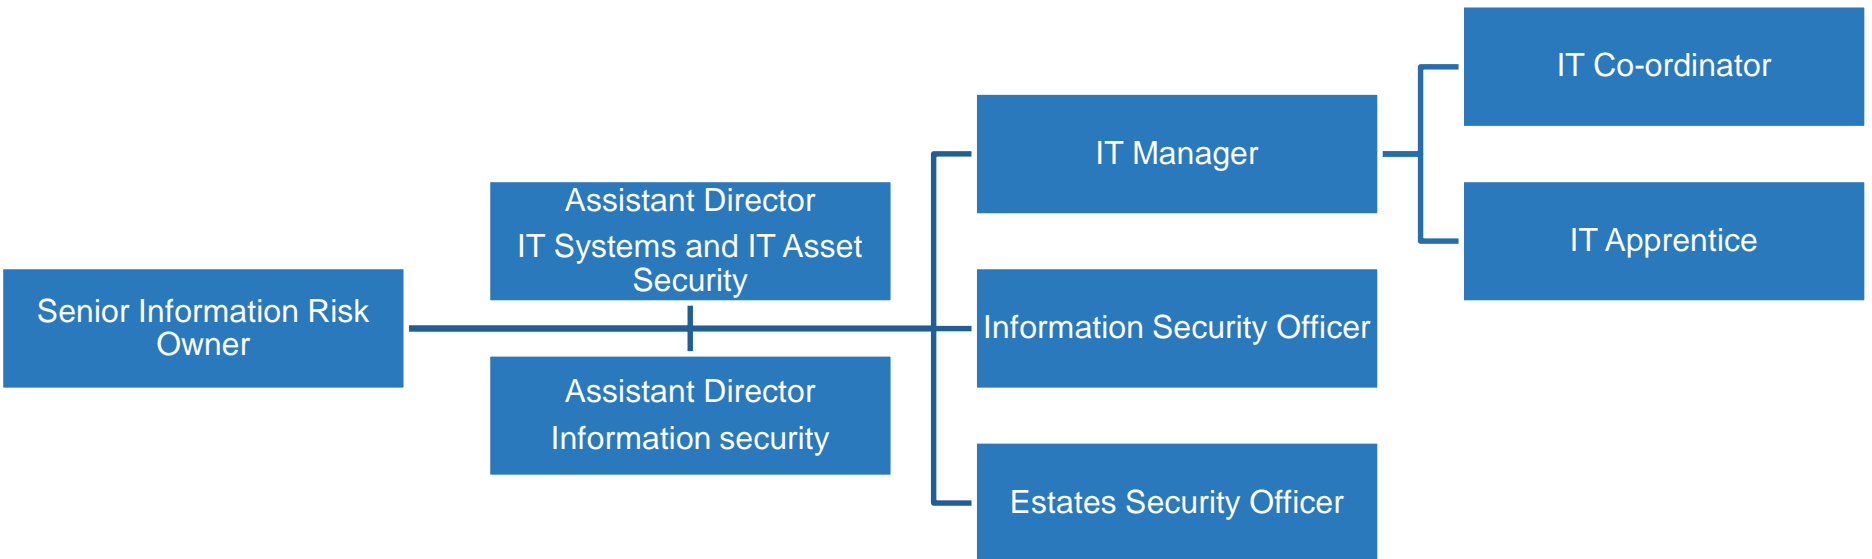 Senior Information Risk
Owner
Assistant Director
IT Systems and IT Asset
Security
Assistant Director
Information security
IT Manager
Information Security Officer
Estates Security Officer
IT Co-ordinator
IT Apprentice